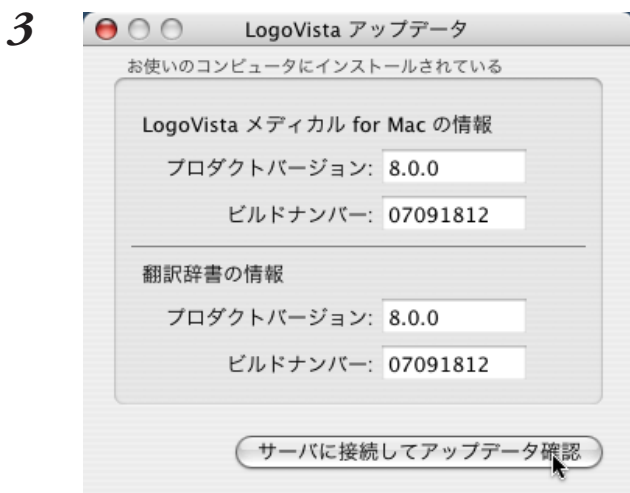 3
LogoVista アップデータ
お使いのコンピュータにインストールされている
LogoVista メディカル for Mac の情報
プロダクトバージョン: 8.0.0
ビルドナンバー: 07091812
翻訳辞書の情報
プロダクトバージョン: 8.0.0
ビルドナンバー: 07091812
サーバに接続してアップデータ確認